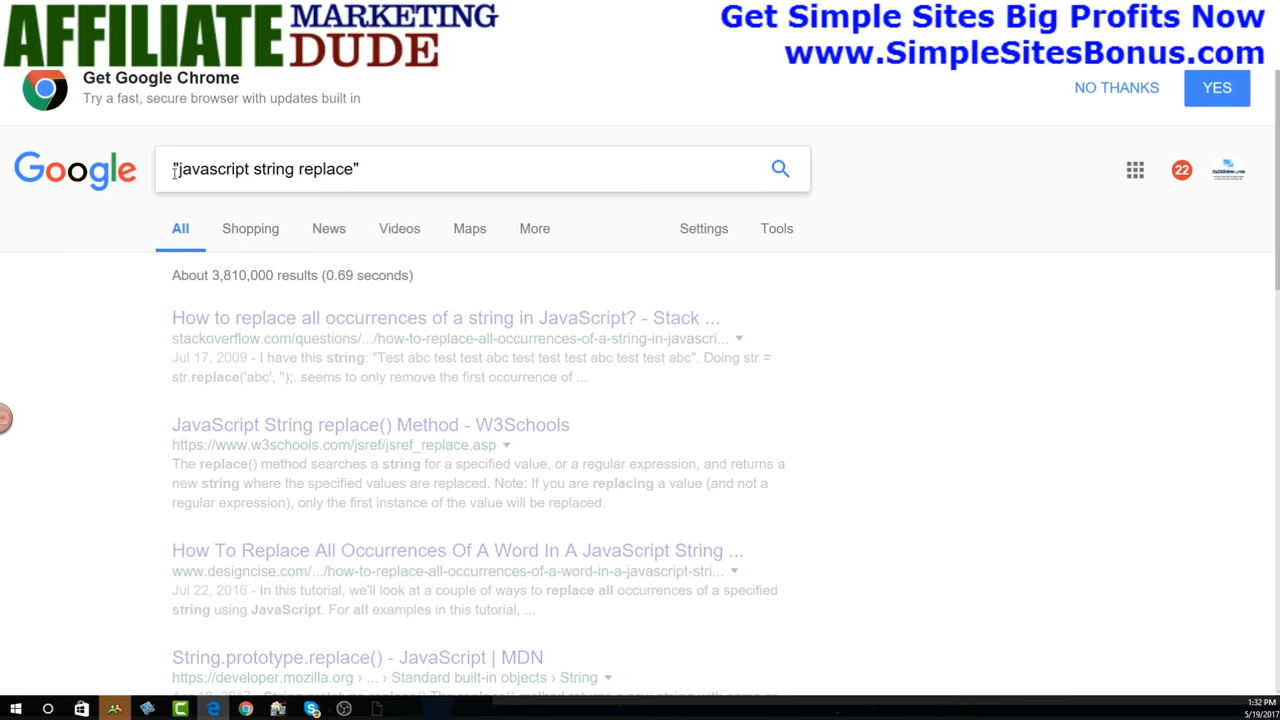 AFFILIATE MARKETING DUDE
Get Simple Sites Big Profits Now
www.SimpleSitesBonus.com
Get Google Chrome
Try a fast, secure browser with updates built in
NO THANKS
YES
Google
"javascript string replace"
22
All
Shopping
News
Videos
Maps
More
Settings
Tools
About 3,810,000 results (0.69 seconds)
How to replace all occurrences of a string in JavaScript? - Stack ...
stackoverflow.com/questions/.../how-to-replace-all-occurrences-of-a-string-in-javascri...
Jul 17, 2009 - I have this string: "Test abc test test abc test test test abc test test abc". Doing str =
str.replace('abc', '');. seems to only remove the first occurrence of ...
JavaScript String replace() Method - W3Schools
https://www.w3schools.com/jsref/jsref_replace.asp
The replace() method searches a string for a specified value, or a regular expression, and returns a
new string where the specified values are replaced. Note: If you are replacing a value (and not a
regular expression), only the first instance of the value will be replaced.
How To Replace All Occurrences Of A Word In A JavaScript String ...
www.designcise.com/.../how-to-replace-all-occurrences-of-a-word-in-a-javascript-stri...
Jul 22, 2016 - In this tutorial, we'll look at a couple of ways to replace all occurrences of a specified
string using JavaScript. For all examples in this tutorial, ...
String.prototype.replace() - JavaScript | MDN
https://developer.mozilla.org › ... › Standard built-in objects › String
1:32 PM
5/19/2017